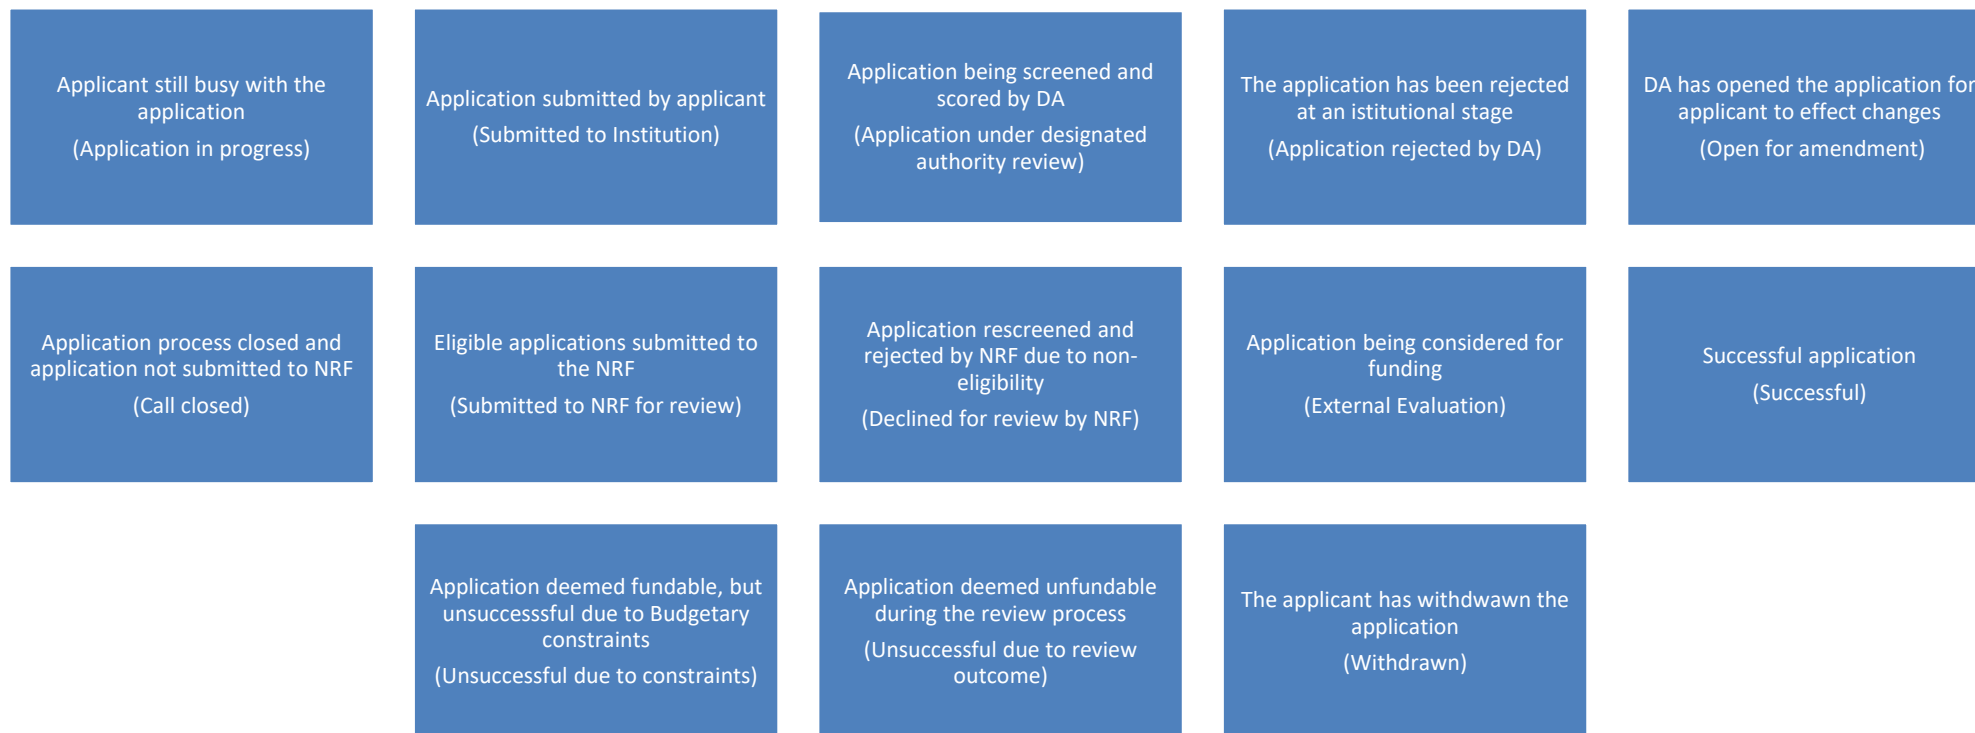 Applicant still busy with the
application
(Application in progress)
Application submitted by applicant
(Submitted to Institution)
Application being screened and
scored by DA
(Application under designated
authority review)
The application has been rejected
at an istitutional stage
(Application rejected by DA)
DA has opened the application for
applicant to effect changes
(Open for amendment)
Application process closed and
application not submitted to NRF
(Call closed)
Eligible applications submitted to
the NRF
(Submitted to NRF for review)
Application rescreened and
rejected by NRF due to non-
eligibility
(Declined for review by NRF)
Application being considered for
funding
(External Evaluation)
Successful application
(Successful)
Application deemed fundable, but
unsuccesssful due to Budgetary
constraints
(Unsuccessful due to constraints)
Application deemed unfundable
during the review process
(Unsuccessful due to review
outcome)
The applicant has withdwawn the
application
(Withdrawn)